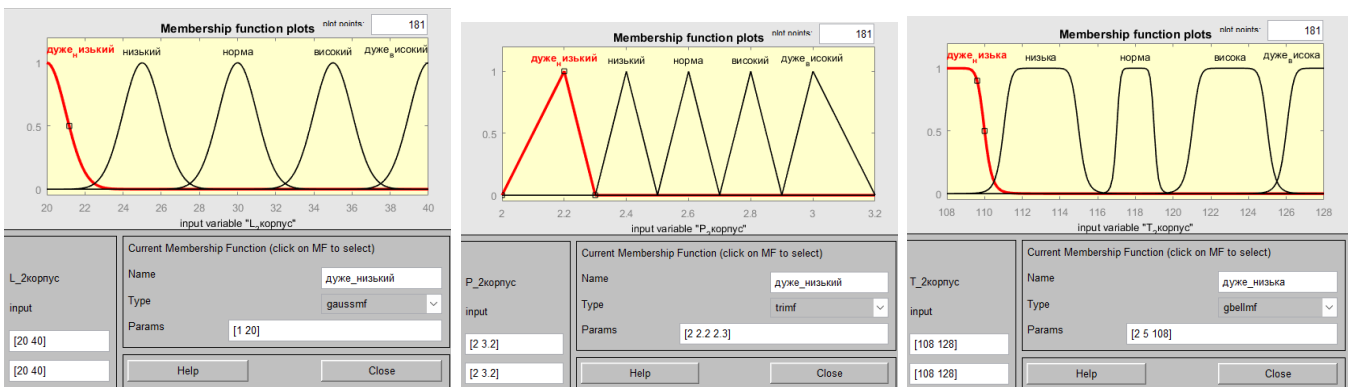 Membership function plots plot points: 181
дуже_низький низький норма високий дуже_високий
1
0.5
0
20 22 24 26 28 30 32 34 36 38 40
input variable "L_2корпус"
L_2корпус
input
[20 40]
[20 40]
Current Membership Function (click on MF to select)
Name дуже_низький
Type gaussmf
Params [1 20]
Help Close
Membership function plots plot points: 181
дуже_низький низький норма високий дуже_високий
1
0.5
0
2 2.2 2.4 2.6 2.8 3 3.2
input variable "P_2корпус"
P_2корпус
input
[2 3.2]
[2 3.2]
Current Membership Function (click on MF to select)
Name дуже_низький
Type trimf
Params [2 2.2 2.3]
Help Close
Membership function plots plot points: 181
дуже_низька низька норма висока дуже_висока
1
0.5
0
108 110 112 114 116 118 120 122 124 126 128
input variable "T_2корпус"
T_2корпус
input
[108 128]
[108 128]
Current Membership Function (click on MF to select)
Name дуже_низька
Type gbellmf
Params [2 5 108]
Help Close